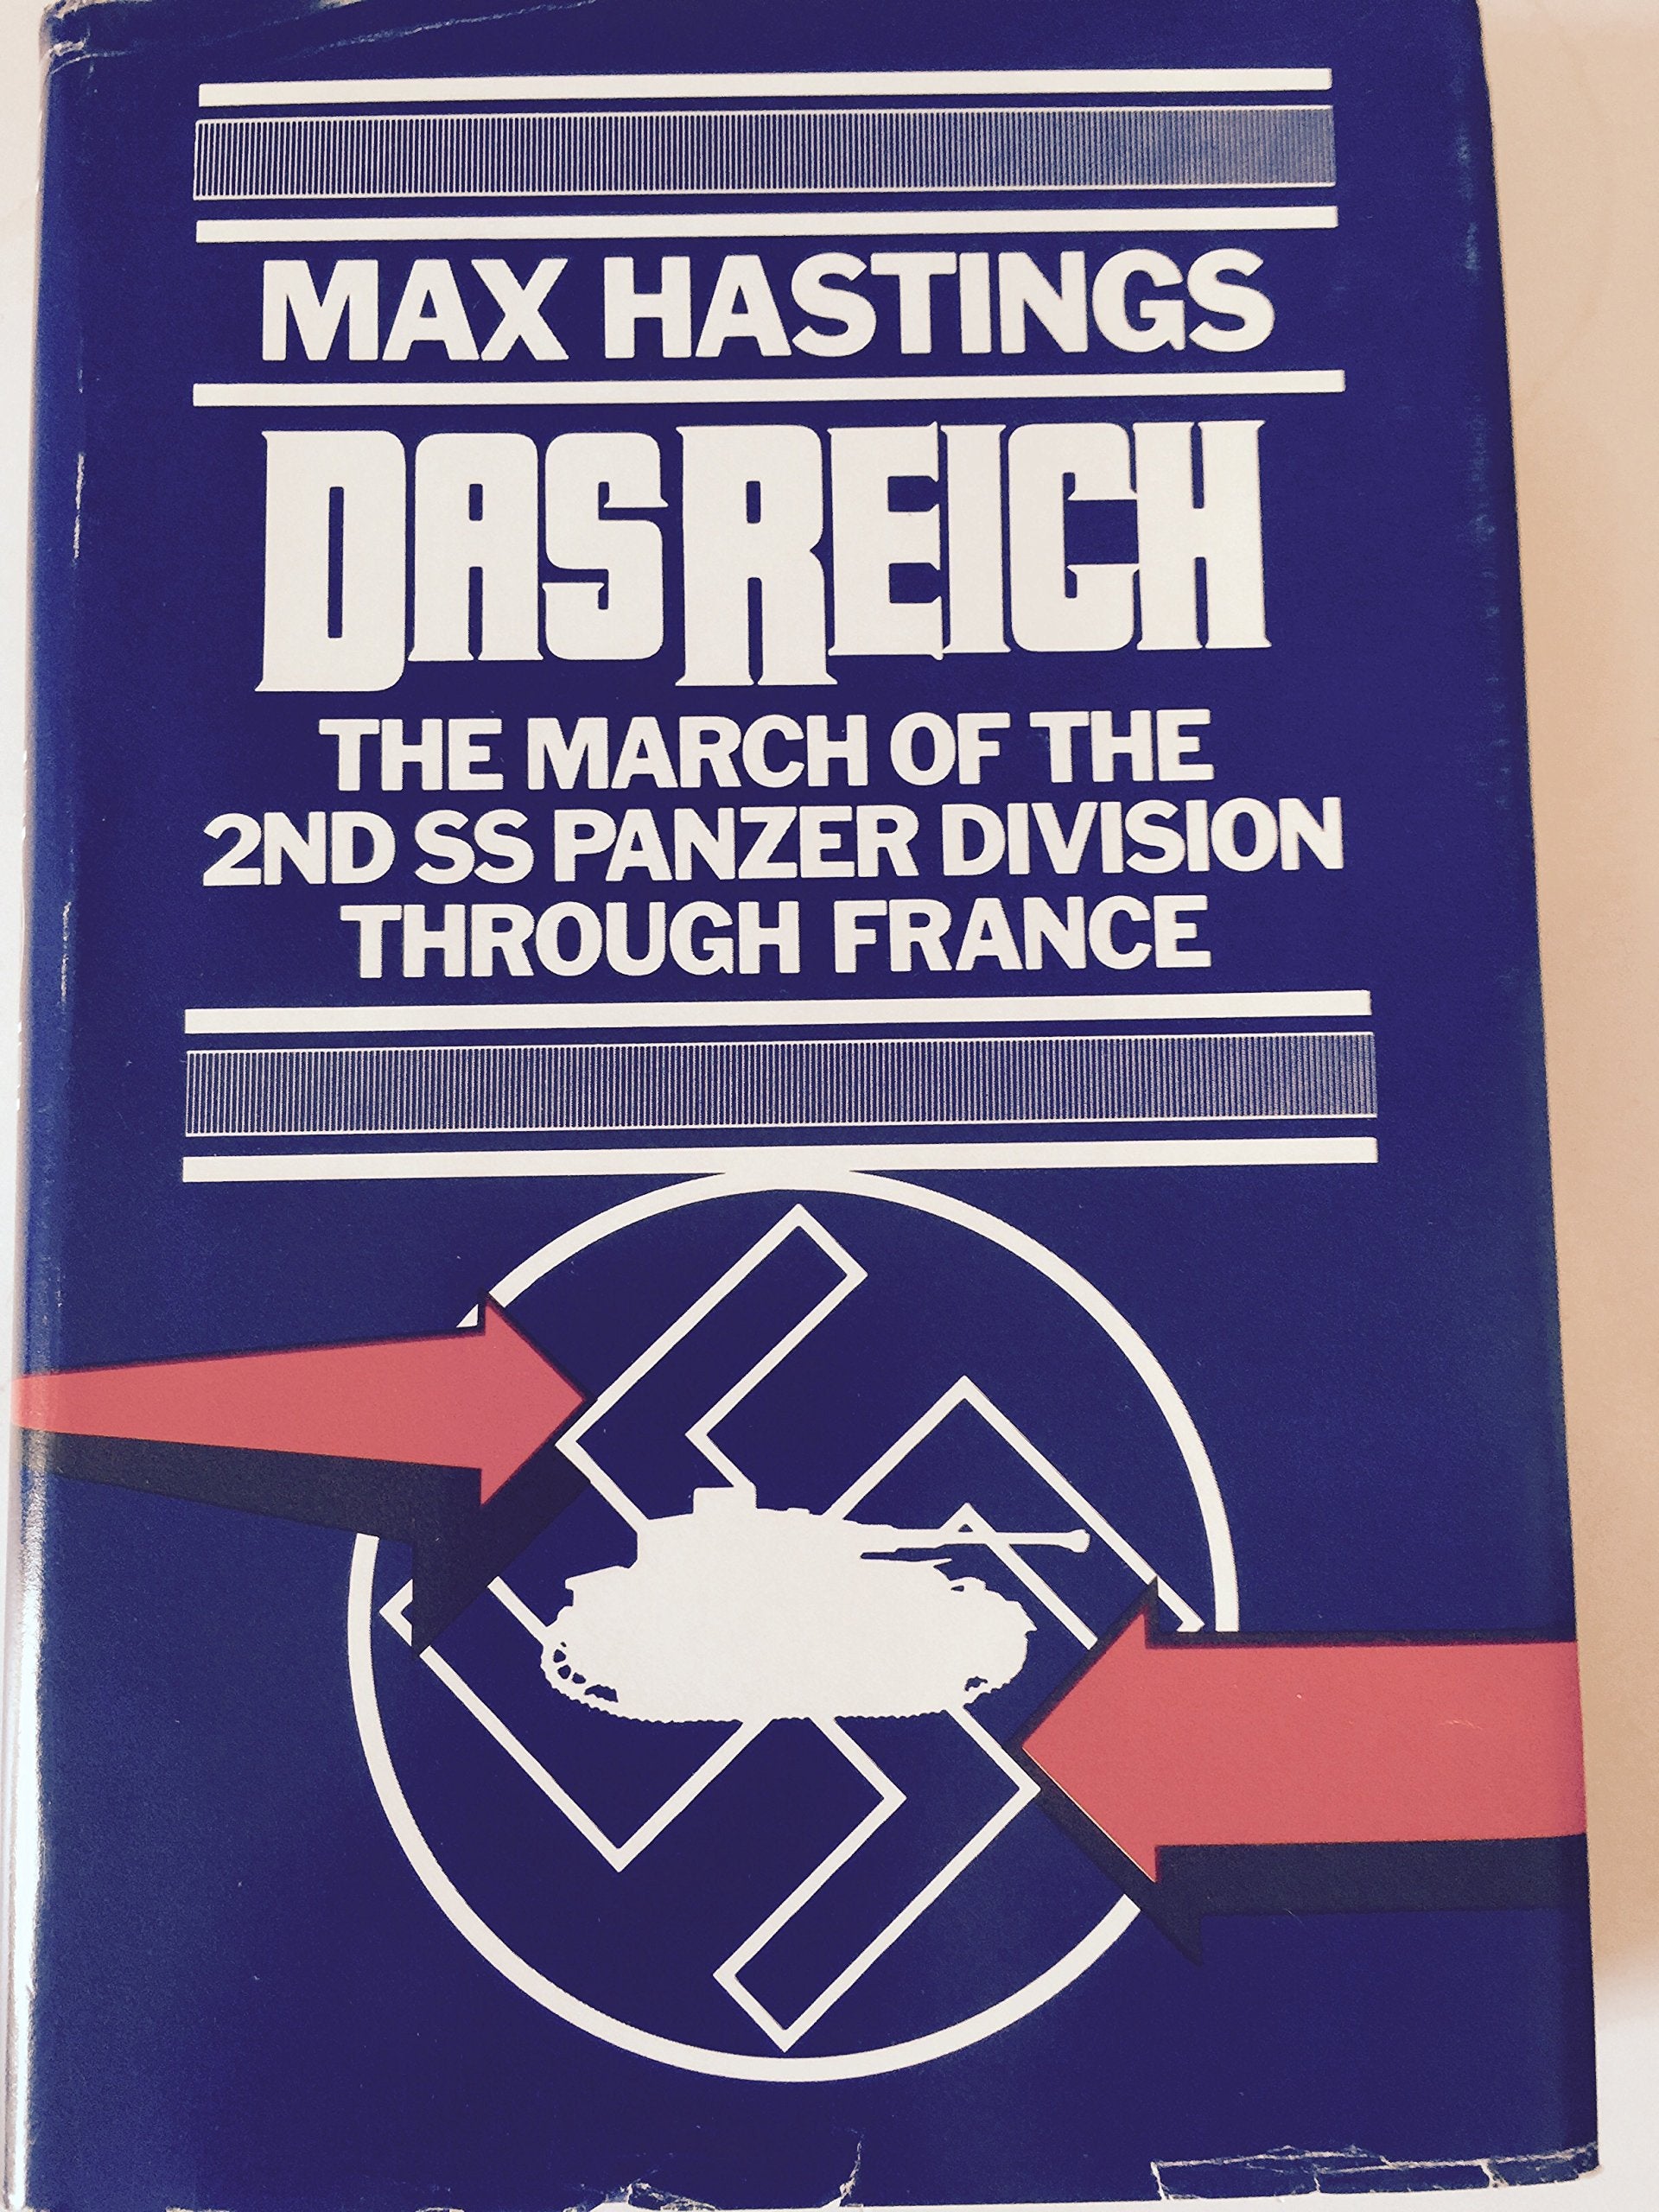 MAX HASTINGS
DAS REICH
THE MARCH OF THE
2ND SS PANZER DIVISION
THROUGH FRANCE